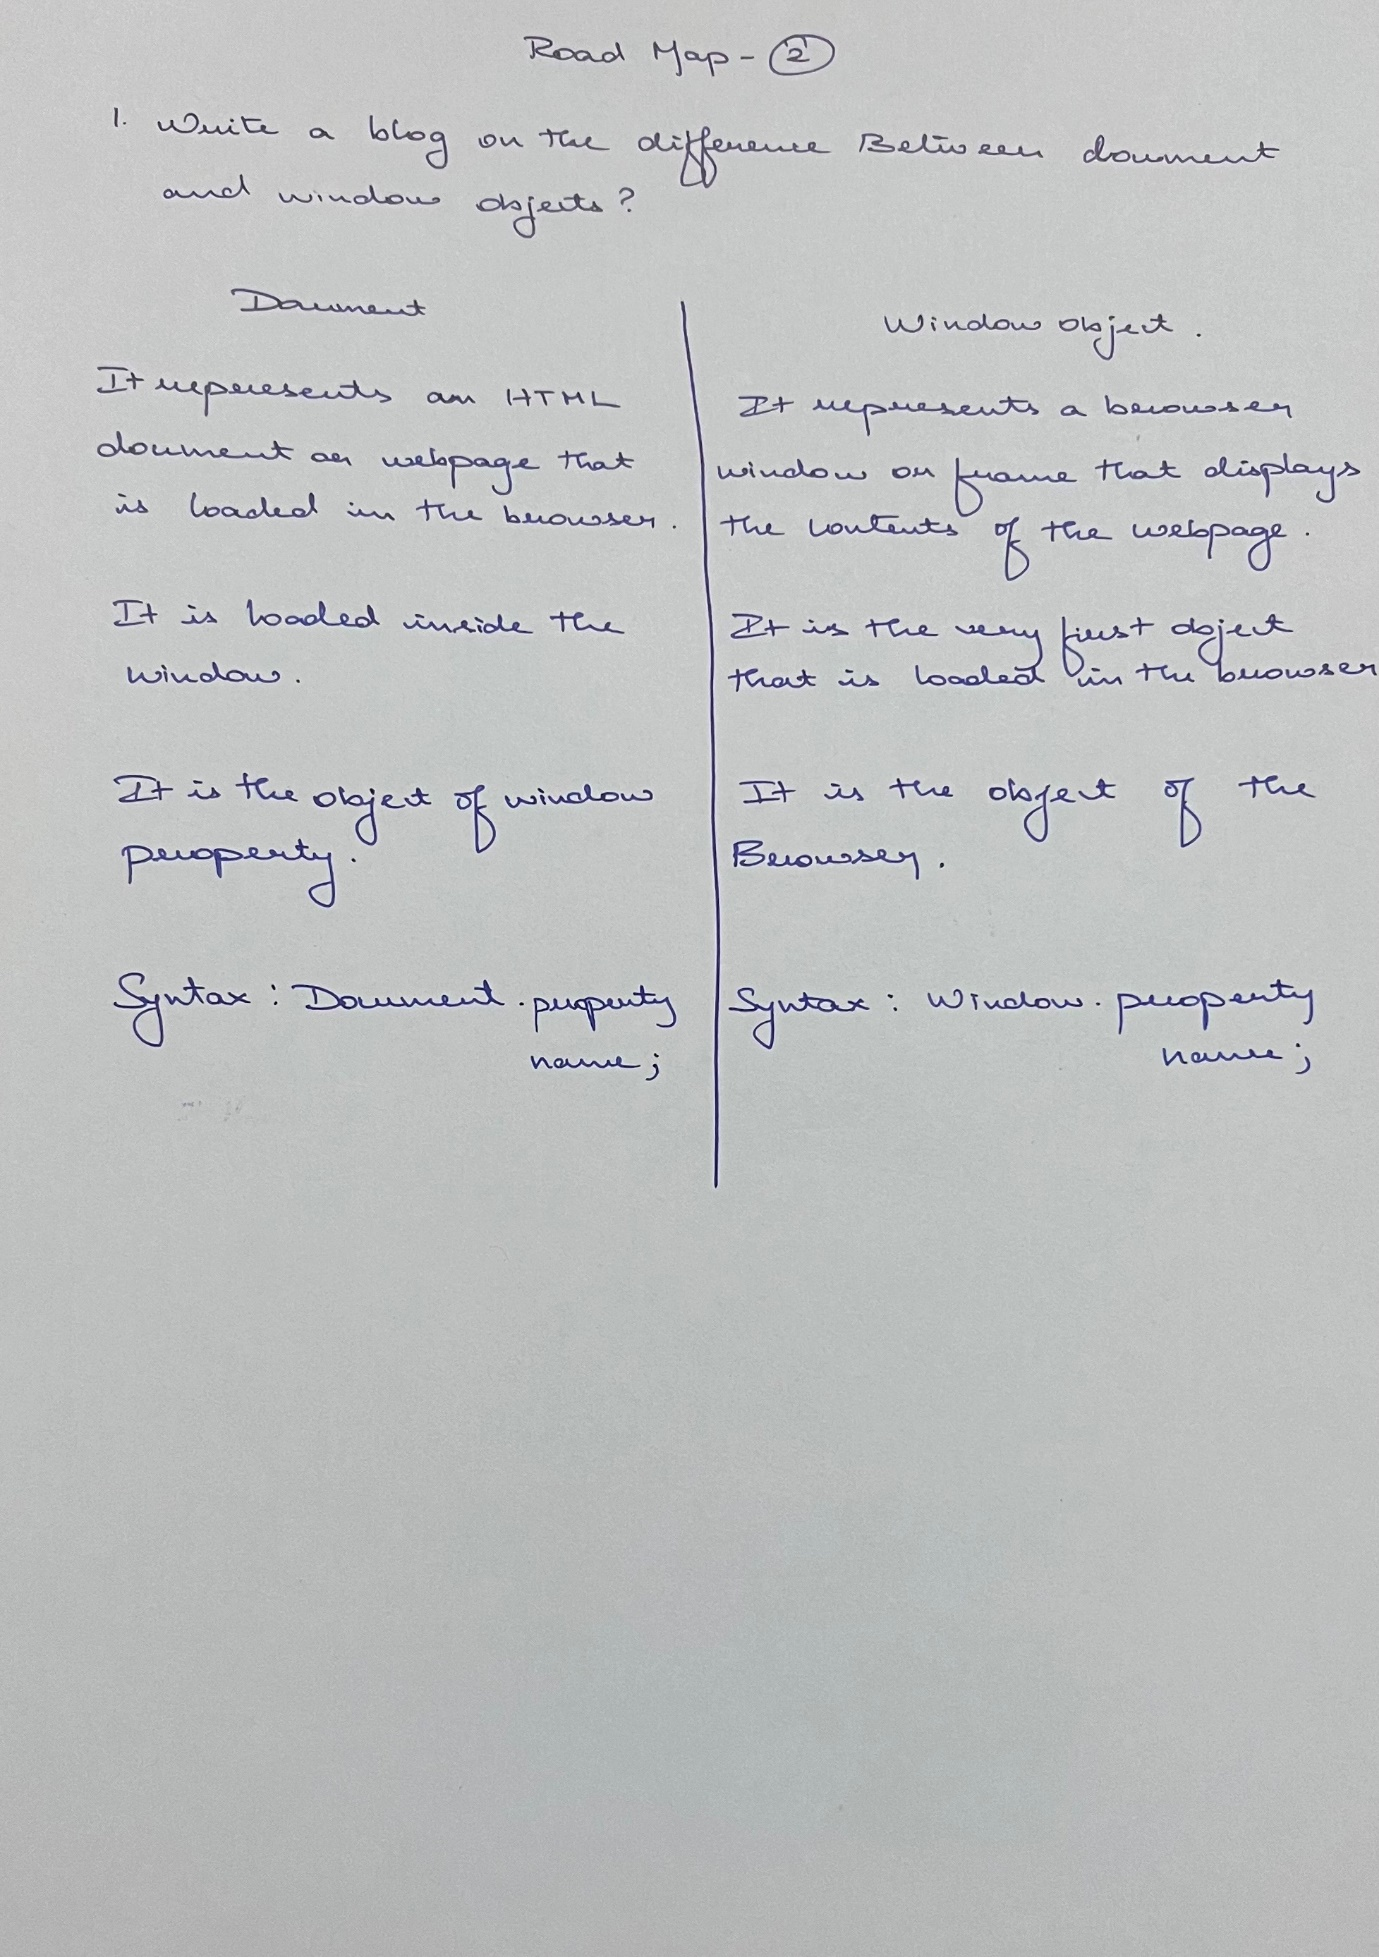 Road Map - 2
1. Write a blog on the difference Between document
and window objects?
Document
It represents an HTML
document or webpage that
is loaded in the browser.
It is loaded inside the
window.
It is the object of window
property.
Syntax : Document . property
name;
Window object .
It represents a browser
window or frame that displays
the contents of the webpage .
It is the very first object
that is loaded in the browser
It is the object of the
Browser .
Syntax : Window . property
name;